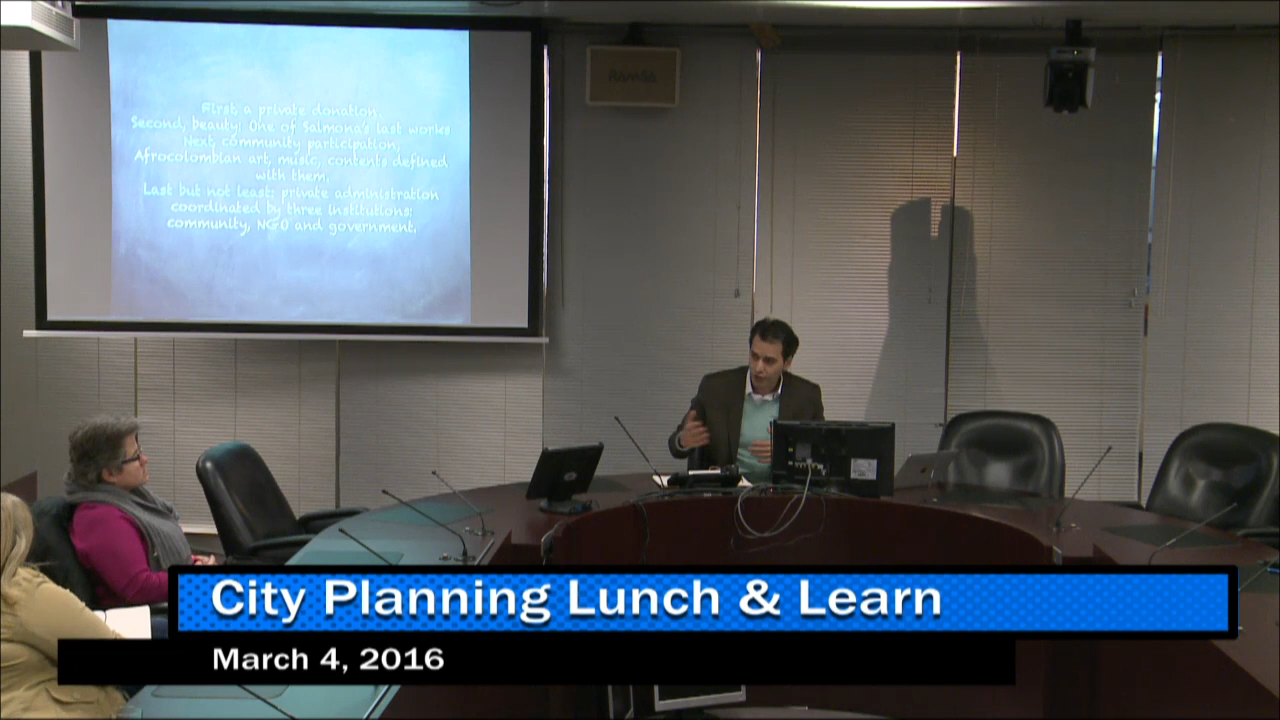 First, a private donation.
Second, beauty: One of Salmona's last works
Next, community participation,
Afrocolombian art, music, contents defined
with them.
Last but not least: private administration
coordinated by three institutions:
community, NGO and government.
RAMSA
City Planning Lunch & Learn
March 4, 2016